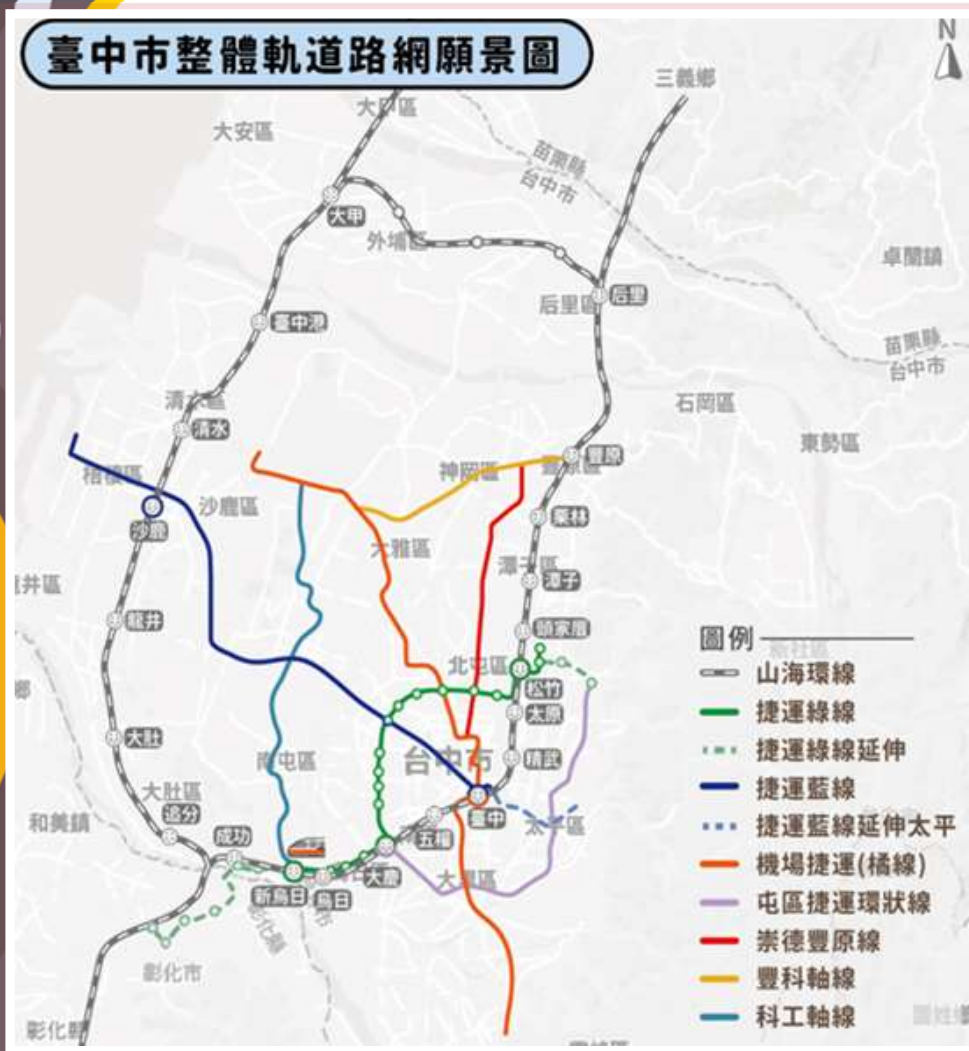 臺中市整體軌道路網願景圖
N
三義鄉
大甲區
大安區
苗栗縣
台中市
大甲
外埔區
卓蘭鎮
后里
后里區
臺中港
苗栗縣
台中市
清水區
石岡區
清水
東勢區
豐原
神岡區
梧棲區
沙鹿區
沙鹿
栗林
大雅區
潭子區
潭子
龍井
頭家厝
圖例
新社區
北屯區
山海環線
松竹
捷運綠線
太原
大肚
捷運綠線延伸
南屯區
台中市
精武
大肚區
捷運藍線
臺中
和美鎮
追分
五權
太平區
捷運藍線延伸太平
成功
機場捷運(橘線)
大慶
大里區
新烏日
烏日
屯區捷運環狀線
彰化縣
崇德豐原線
彰化市
豐科軸線
彰化縣
科工軸線